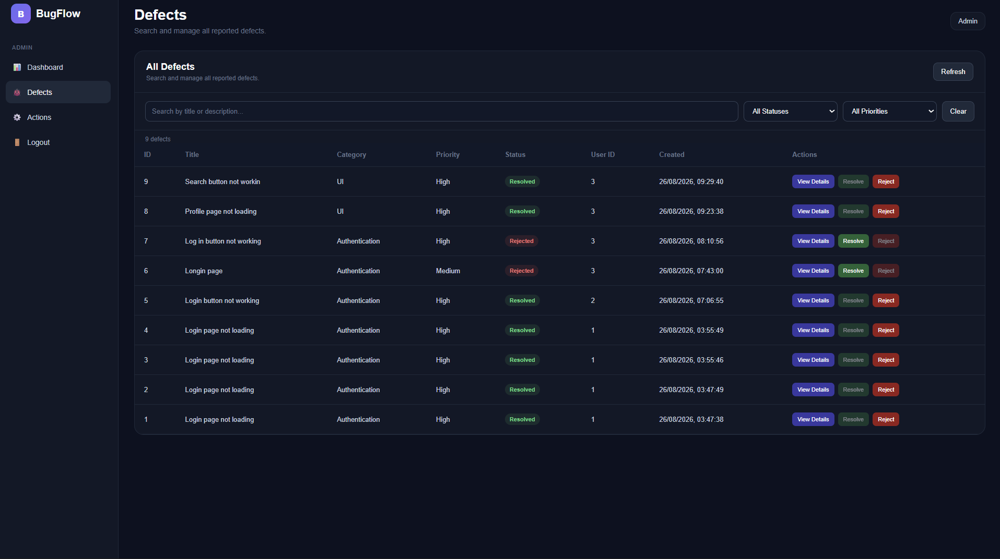 B BugFlow
ADMIN
Dashboard
Defects
Actions
Logout
Defects
Search and manage all reported defects.
Admin
All Defects
Search and manage all reported defects.
Refresh
Search by title or description...
All Statuses
All Priorities
Clear
9 defects
ID Title Category Priority Status User ID Created Actions
9 Search button not workin UI High Resolved 3 26/08/2026, 09:29:40 View Details Resolve Reject
8 Profile page not loading UI High Resolved 3 26/08/2026, 09:23:38 View Details Resolve Reject
7 Log in button not working Authentication High Rejected 3 26/08/2026, 08:10:56 View Details Resolve Reject
6 Longin page Authentication Medium Rejected 3 26/08/2026, 07:43:00 View Details Resolve Reject
5 Login button not working Authentication High Resolved 2 26/08/2026, 07:06:55 View Details Resolve Reject
4 Login page not loading Authentication High Resolved 1 26/08/2026, 03:55:49 View Details Resolve Reject
3 Login page not loading Authentication High Resolved 1 26/08/2026, 03:55:46 View Details Resolve Reject
2 Login page not loading Authentication High Resolved 1 26/08/2026, 03:47:49 View Details Resolve Reject
1 Login page not loading Authentication High Resolved 1 26/08/2026, 03:47:38 View Details Resolve Reject